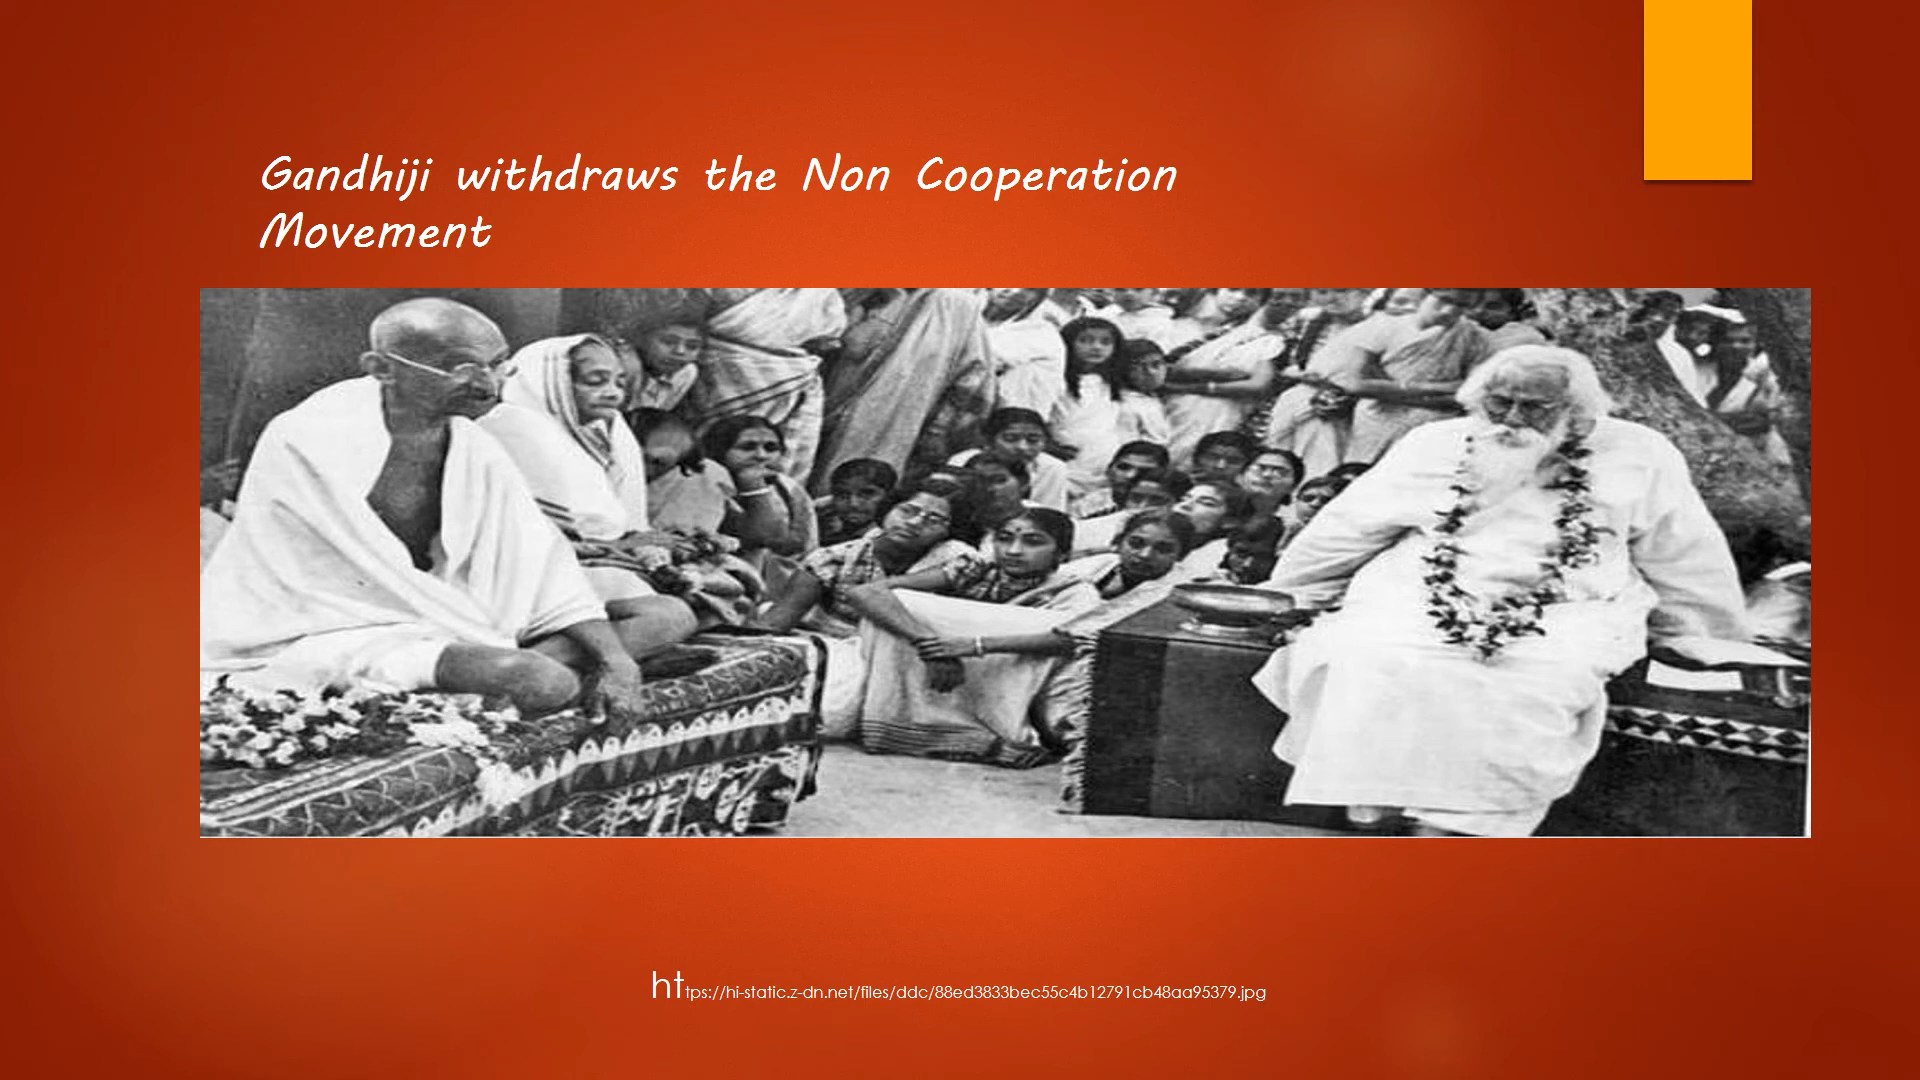 Gandhiji withdraws the Non Cooperation
Movement
https://hi-static.z-dn.net/files/ddc/88ed3833bec55c4b12791cb48aa95379.jpg